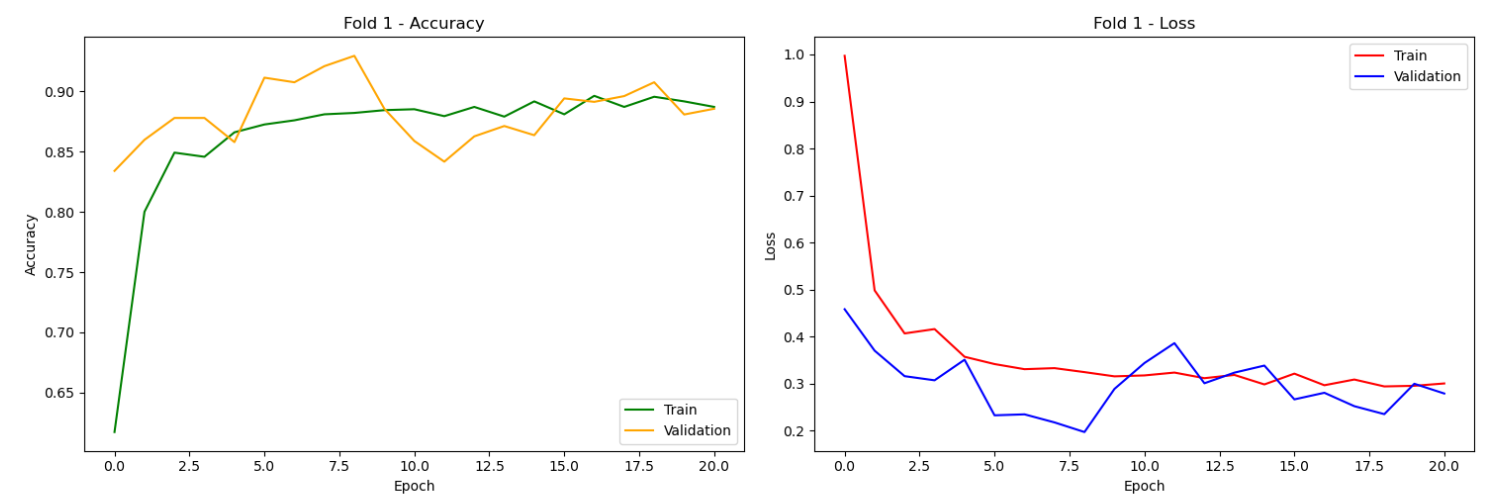 Fold 1 - Accuracy
Accuracy
0.90
0.85
0.80
0.75
0.70
0.65
0.0 2.5 5.0 7.5 10.0 12.5 15.0 17.5 20.0
Epoch
Train
Validation
Fold 1 - Loss
Loss
1.0
0.9
0.8
0.7
0.6
0.5
0.4
0.3
0.2
0.0 2.5 5.0 7.5 10.0 12.5 15.0 17.5 20.0
Epoch
Train
Validation